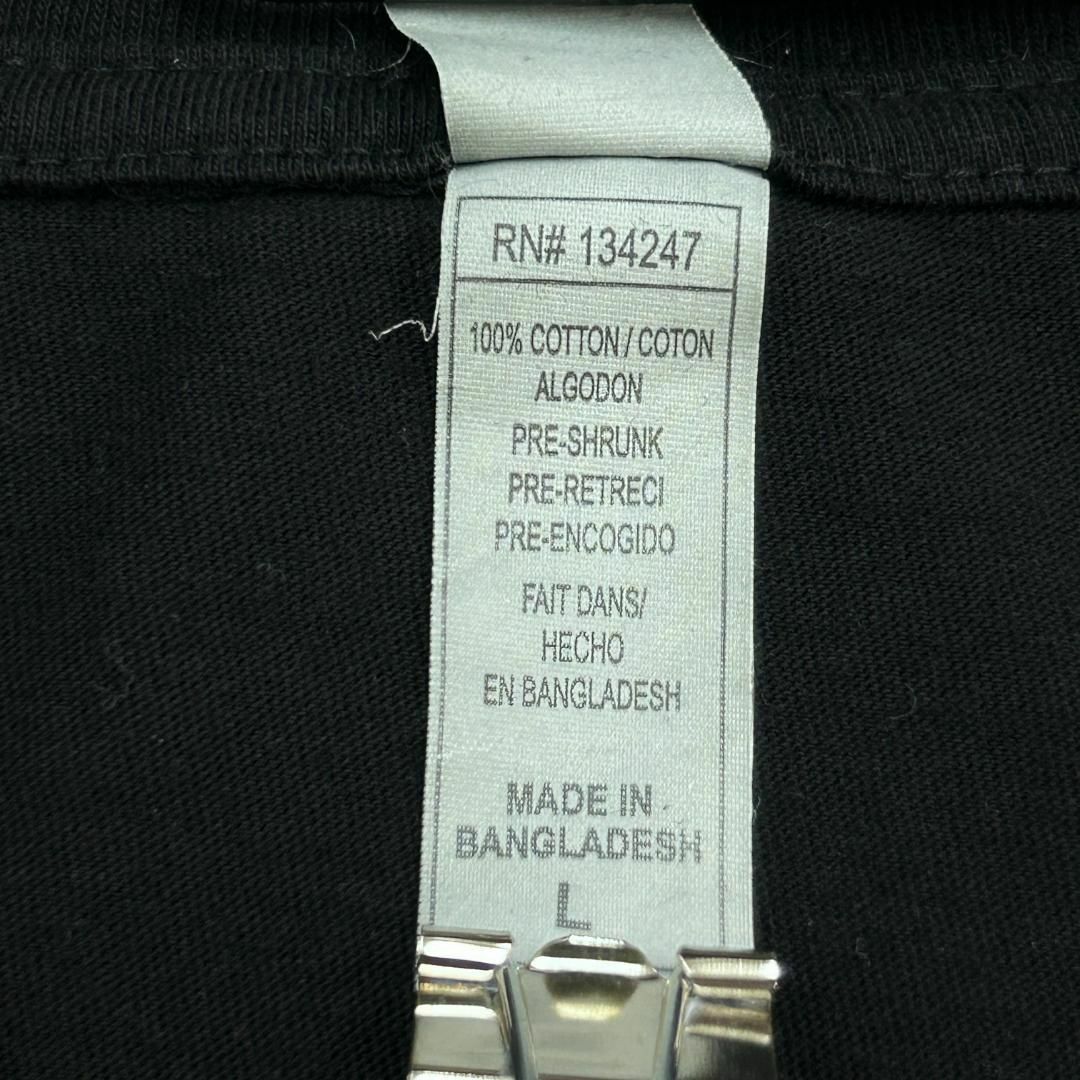 RN# 134247
100% COTTON / COTON
ALGODON
PRE-SHRUNK
PRE-RETRECI
PRE-ENCOGIDO
FAIT DANS/
HECHO
EN BANGLADESH
MADE IN
BANGLADESH
L